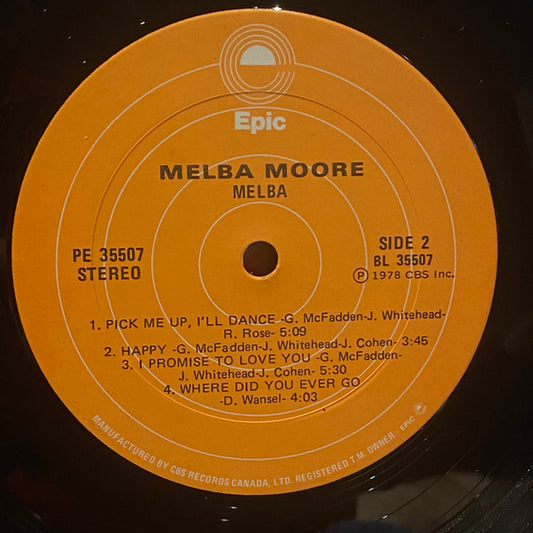 Epic
MELBA MOORE
MELBA
PE 35507
STEREO
SIDE 2
BL 35507
Ⓟ 1978 CBS Inc.
1. PICK ME UP, I'LL DANCE -G. McFadden-J. Whitehead-
R. Rose- 5:09
2. HAPPY -G. McFadden-J. Whitehead-J. Cohen- 3:45
3. I PROMISE TO LOVE YOU -G. McFadden-
J. Whitehead-J. Cohen- 5:30
4. WHERE DID YOU EVER GO
-D. Wansel- 4:03
MANUFACTURED BY CBS RECORDS CANADA, LTD. REGISTERED T.M. OWNER- EPIC